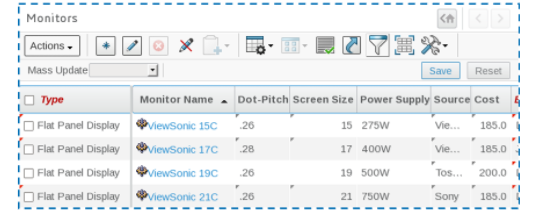 Monitors
Actions
Mass Update Save Reset
Type Monitor Name Dot-Pitch Screen Size Power Supply Source Cost
Flat Panel Display ViewSonic 15C .26 15 275W Vie... 185.0
Flat Panel Display ViewSonic 17C .28 17 400W Vie... 185.0
Flat Panel Display ViewSonic 19C .26 19 500W Tos... 200.0
Flat Panel Display ViewSonic 21C .26 21 750W Sony 185.0